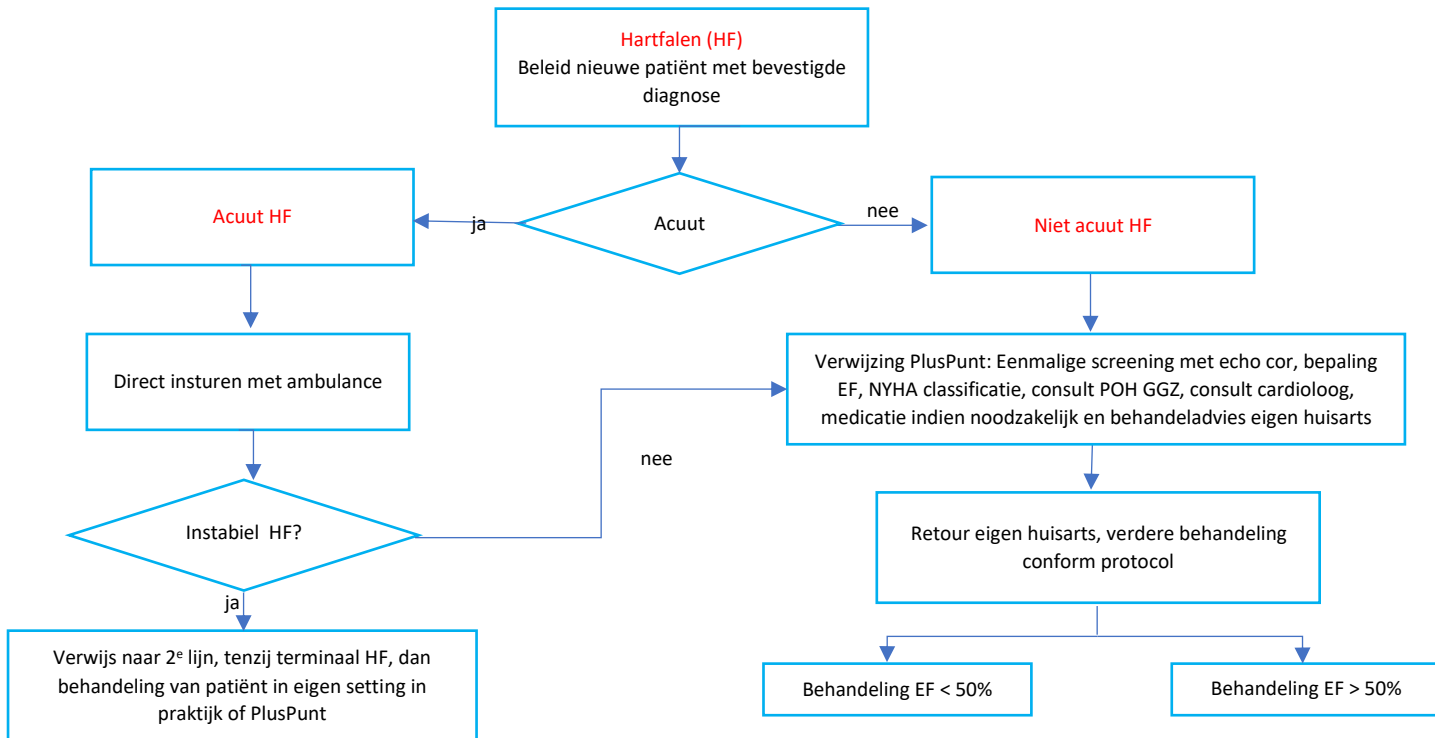 Hartfalen (HF)
Beleid nieuwe patiënt met bevestigde
diagnose
Acuut HF
ja
Acuut
nee
Niet acuut HF
Direct insturen met ambulance
Verwijzing PlusPunt: Eenmalige screening met echo cor, bepaling
EF, NYHA classificatie, consult POH GGZ, consult cardioloog,
medicatie indien noodzakelijk en behandeladvies eigen huisarts
nee
Instabiel HF?
Retour eigen huisarts, verdere behandeling
conform protocol
ja
Verwijs naar 2e lijn, tenzij terminaal HF, dan
behandeling van patiënt in eigen setting in
praktijk of PlusPunt
Behandeling EF < 50%
Behandeling EF > 50%